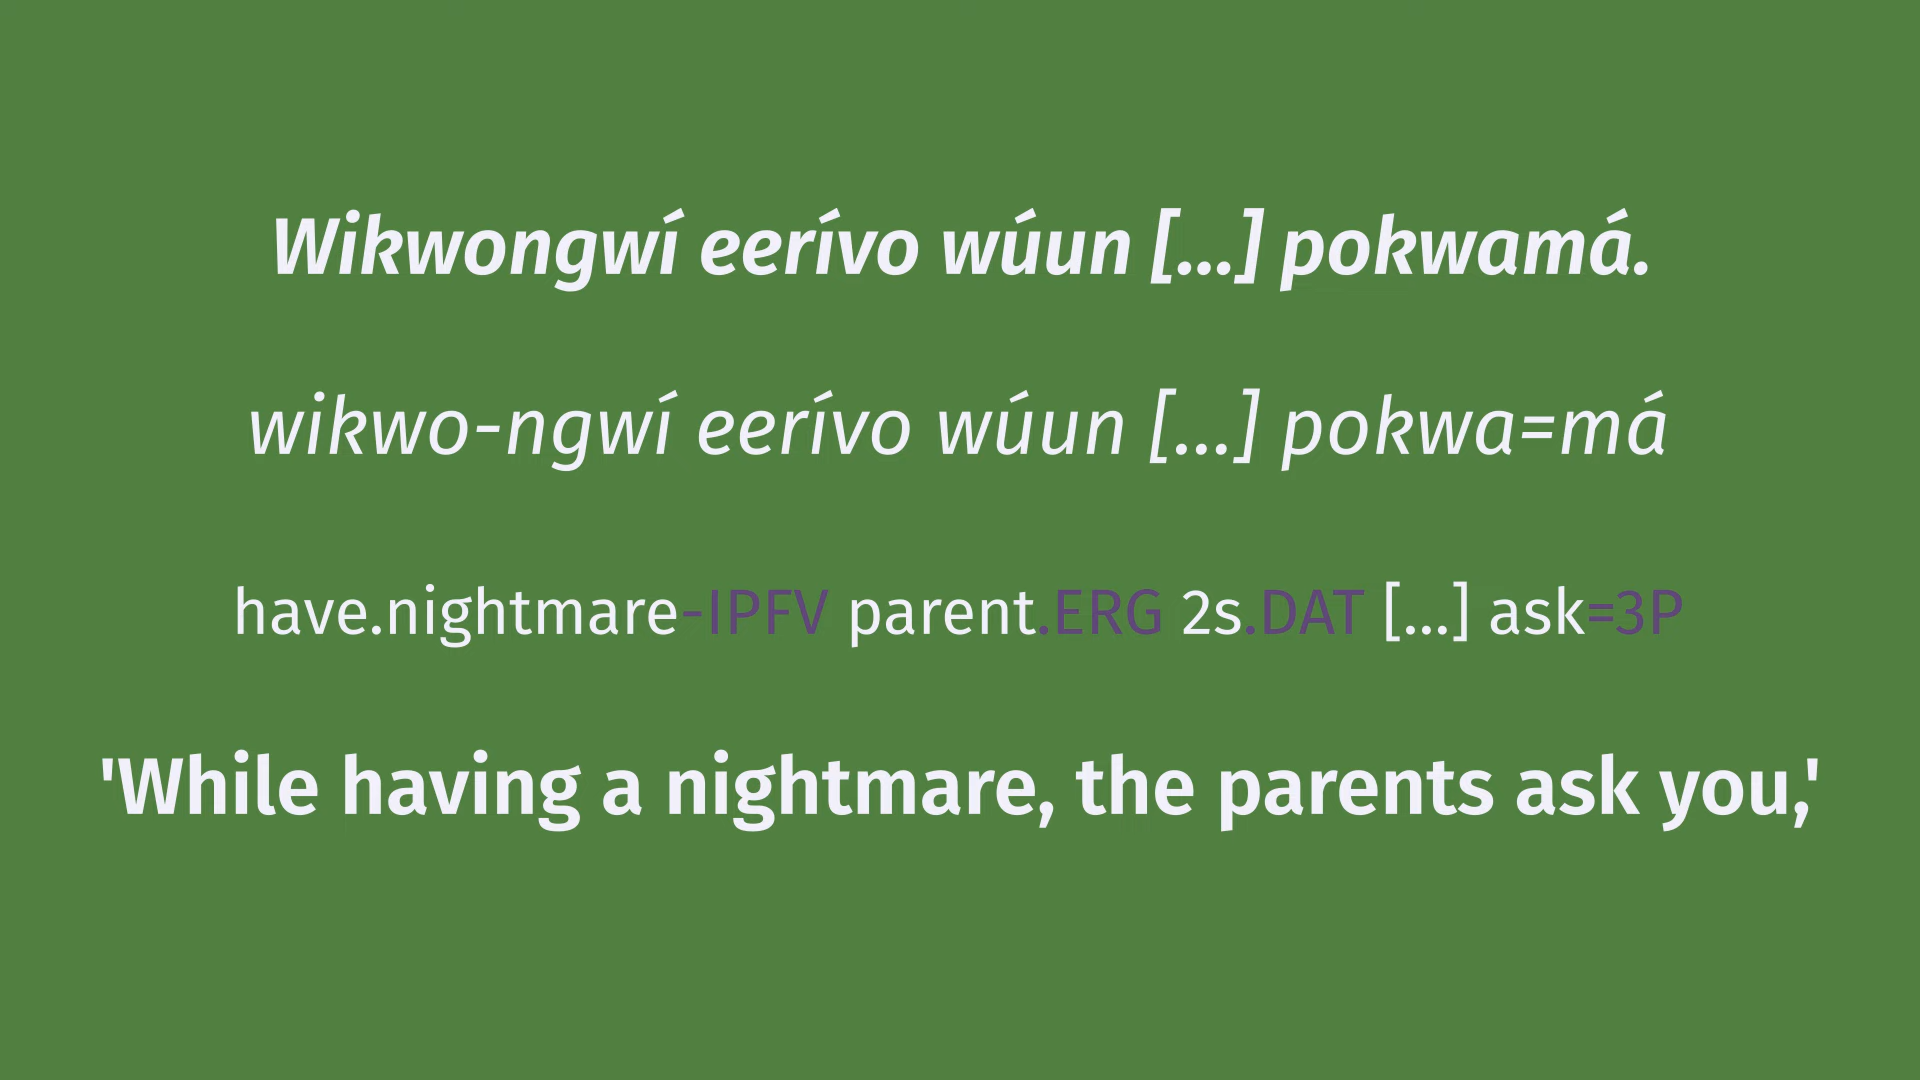 Wikwongwí eerívo wúun [...] pokwamá.
wikwo-ngwí eerívo wúun [...] pokwa=má
have.nightmare-IPFV parent.ERG 2s.DAT [...] ask=3P
'While having a nightmare, the parents ask you,'